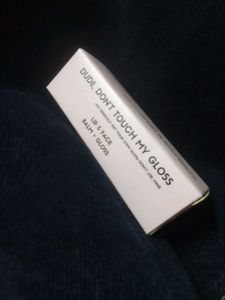 DUDE, DON'T TOUCH MY GLOSS
LIP & FACE
BALM + GLOSS